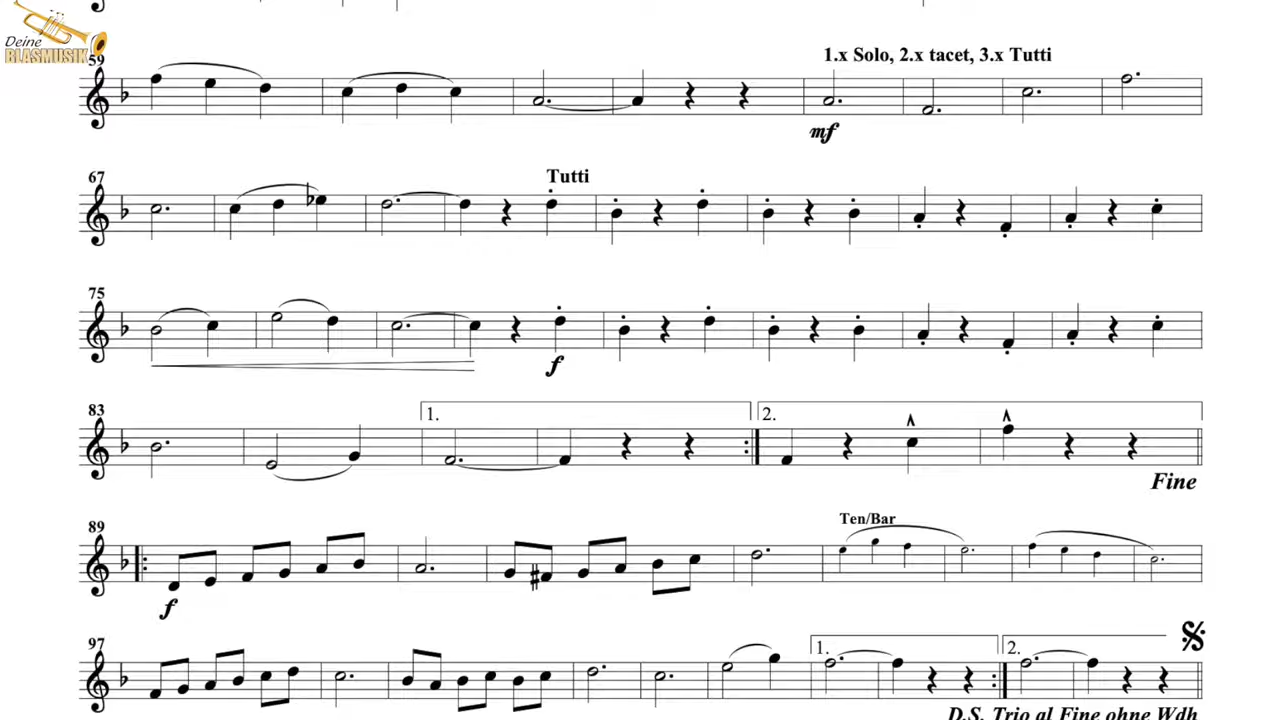 Deine
BLASMUSIK
59
1.x Solo, 2.x tacet, 3.x Tutti
mf
67
Tutti
75
f
83
1.
2.
Fine
89
Ten/Bar
f
97
1.
2.
D.S. Trio al Fine ohne Wdh